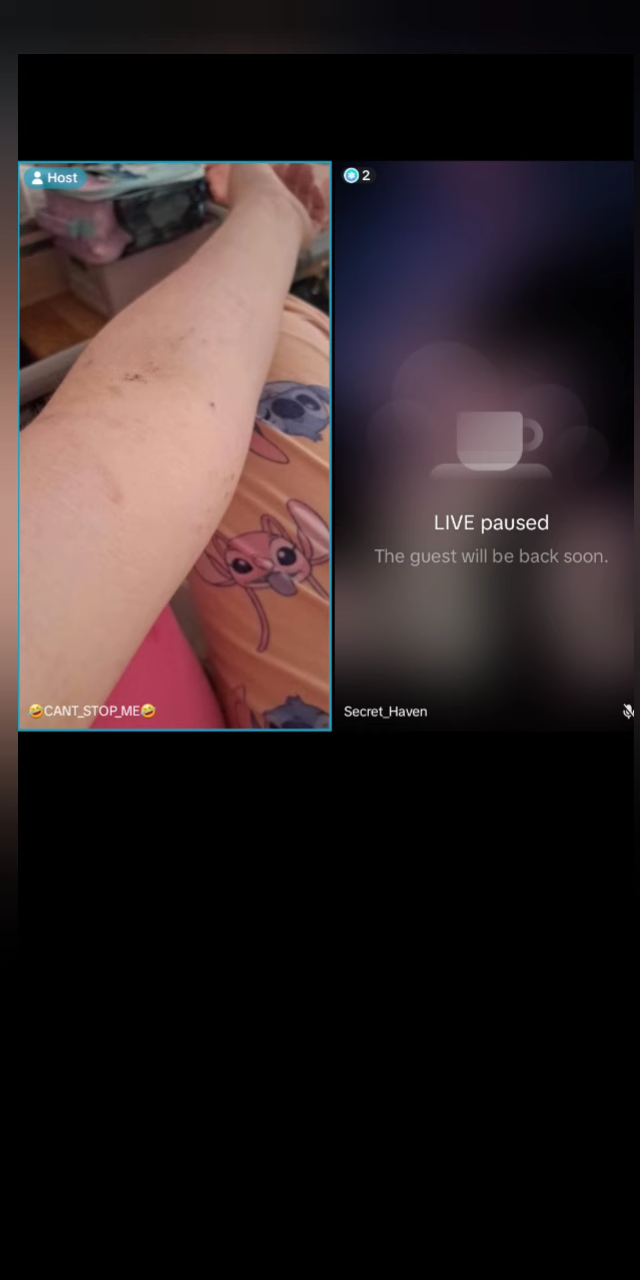 Host
2
LIVE paused
The guest will be back soon.
🤣CANT_STOP_ME🤣
Secret_Haven